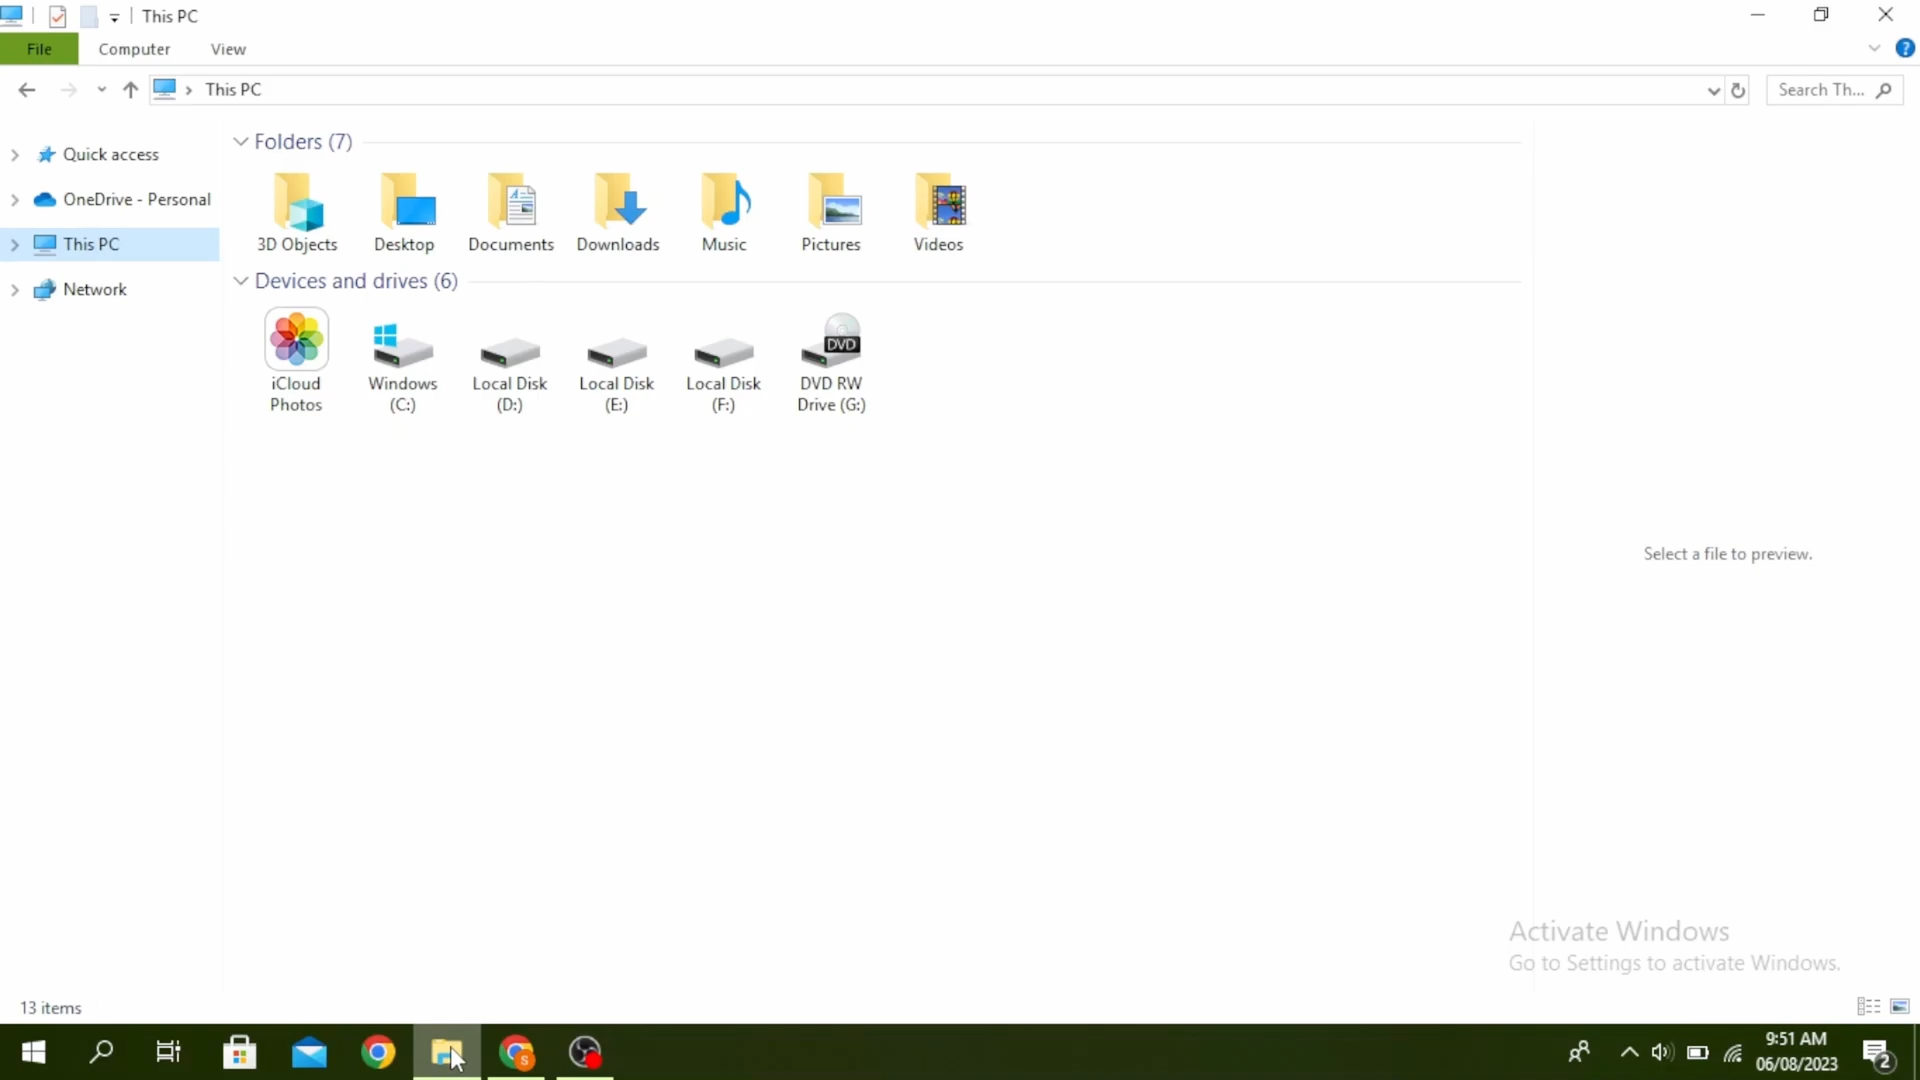 This PC
File Computer View
This PC Search Th...
Quick access
OneDrive - Personal
This PC
Network
Folders (7)
3D Objects Desktop Documents Downloads Music Pictures Videos
Devices and drives (6)
iCloud Photos
Windows (C:)
Local Disk (D:)
Local Disk (E:)
Local Disk (F:)
DVD
DVD RW Drive (G:)
Select a file to preview.
Activate Windows
Go to Settings to activate Windows.
13 items
S
9:51 AM
06/08/2023
2